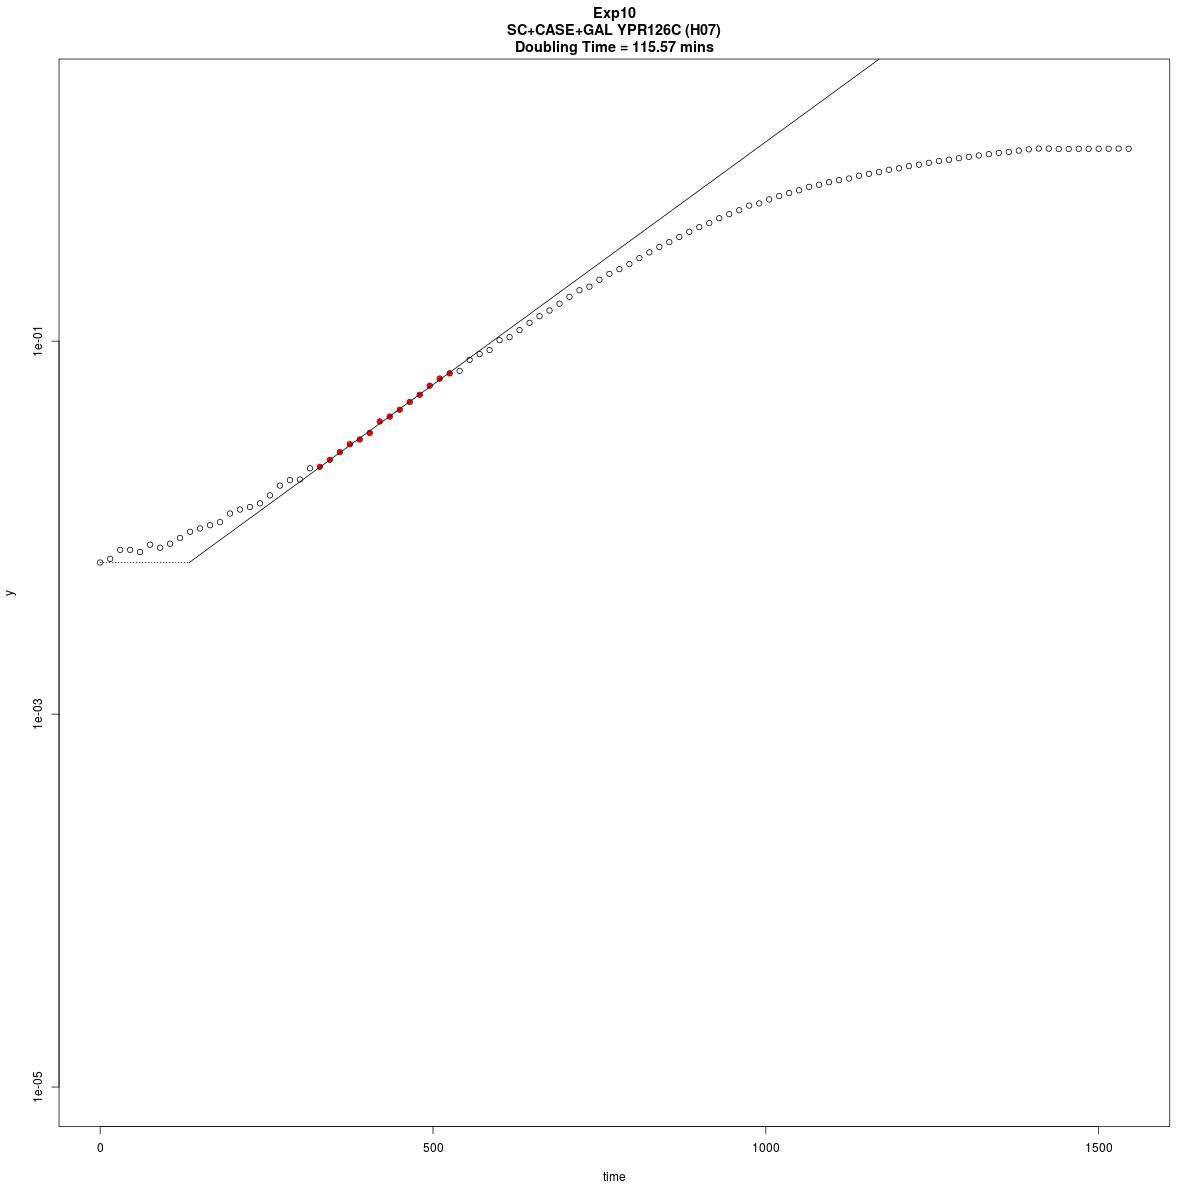 Exp10
SC+CASE+GAL YPR126C (H07)
Doubling Time = 115.57 mins
1e-01
1e-03
1e-05
y
0 500 1000 1500
time